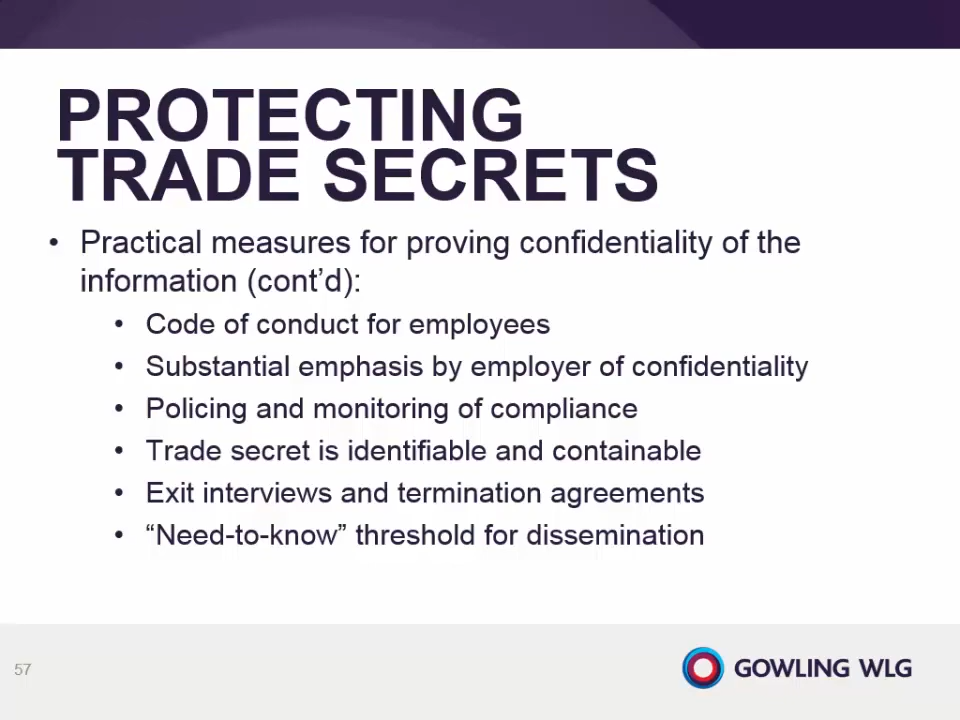 PROTECTING
TRADE SECRETS
• Practical measures for proving confidentiality of the
information (cont’d):
• Code of conduct for employees
• Substantial emphasis by employer of confidentiality
• Policing and monitoring of compliance
• Trade secret is identifiable and containable
• Exit interviews and termination agreements
• “Need-to-know” threshold for dissemination
57
GOWLING WLG